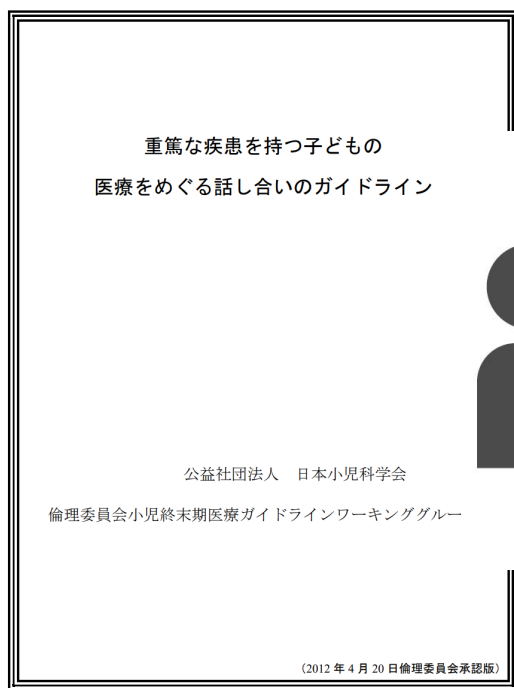 重篤な疾患を持つ子どもの
医療をめぐる話し合いのガイドライン
公益社団法人　日本小児科学会
倫理委員会小児終末期医療ガイドラインワーキンググルー
（2012 年 4 月 20 日倫理委員会承認版）